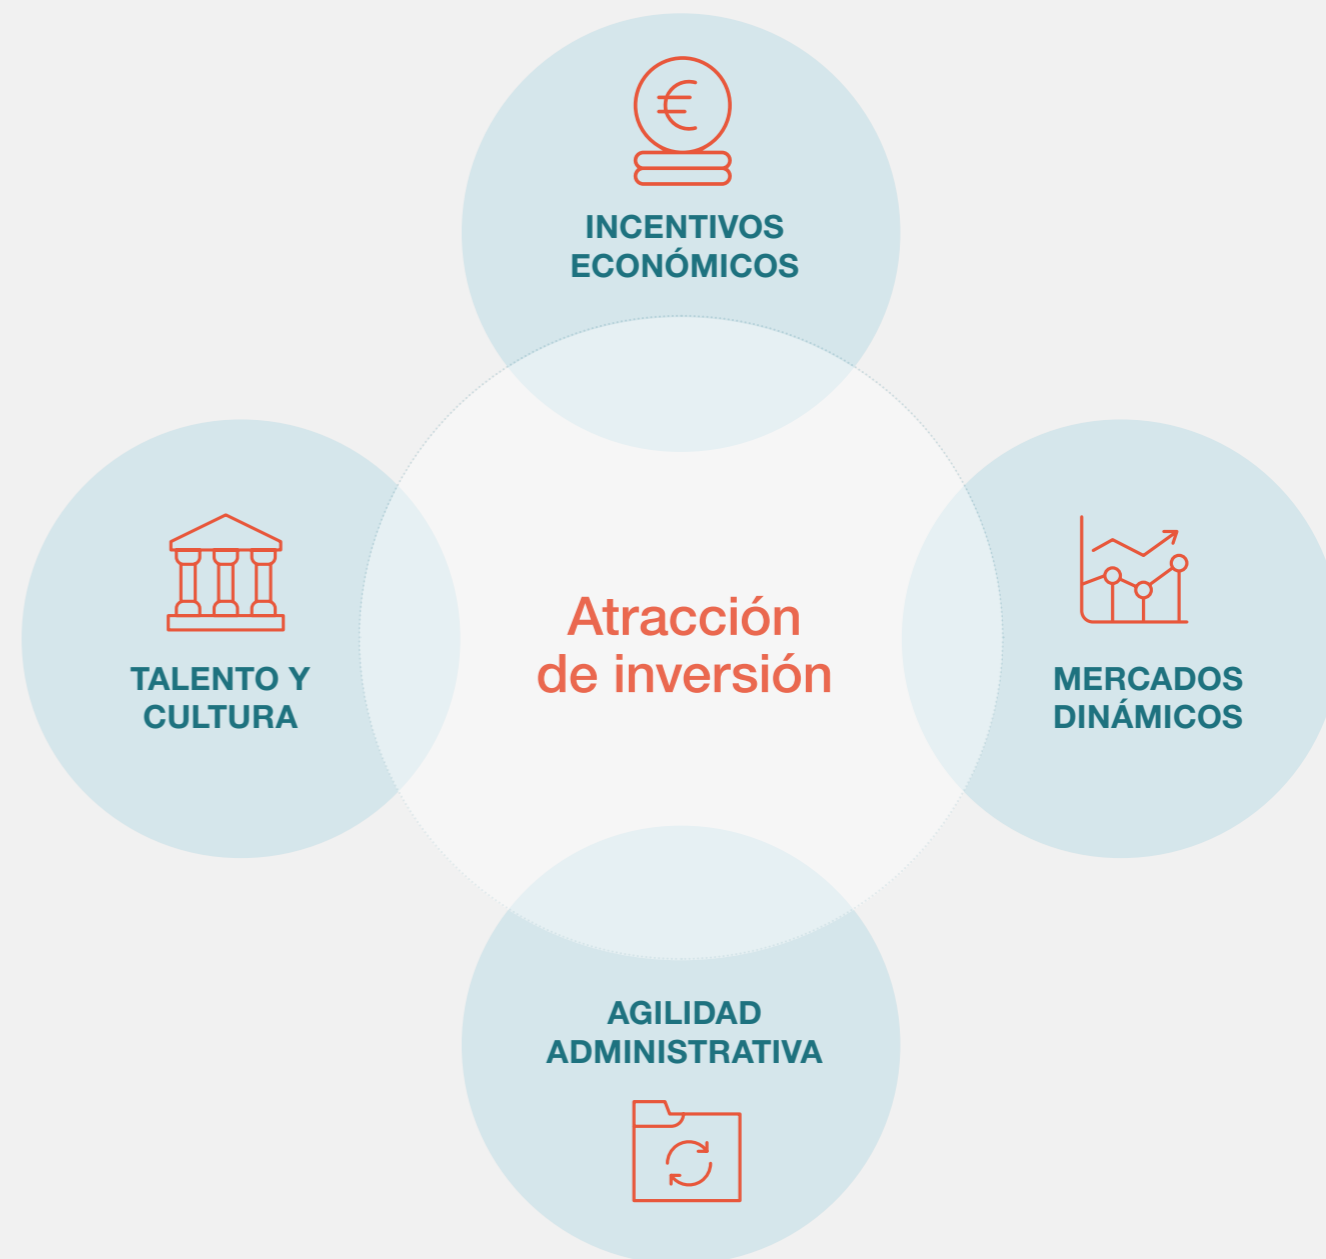 INCENTIVOS
ECONÓMICOS
TALENTO Y
CULTURA
Atracción
de inversión
MERCADOS
DINÁMICOS
AGILIDAD
ADMINISTRATIVA